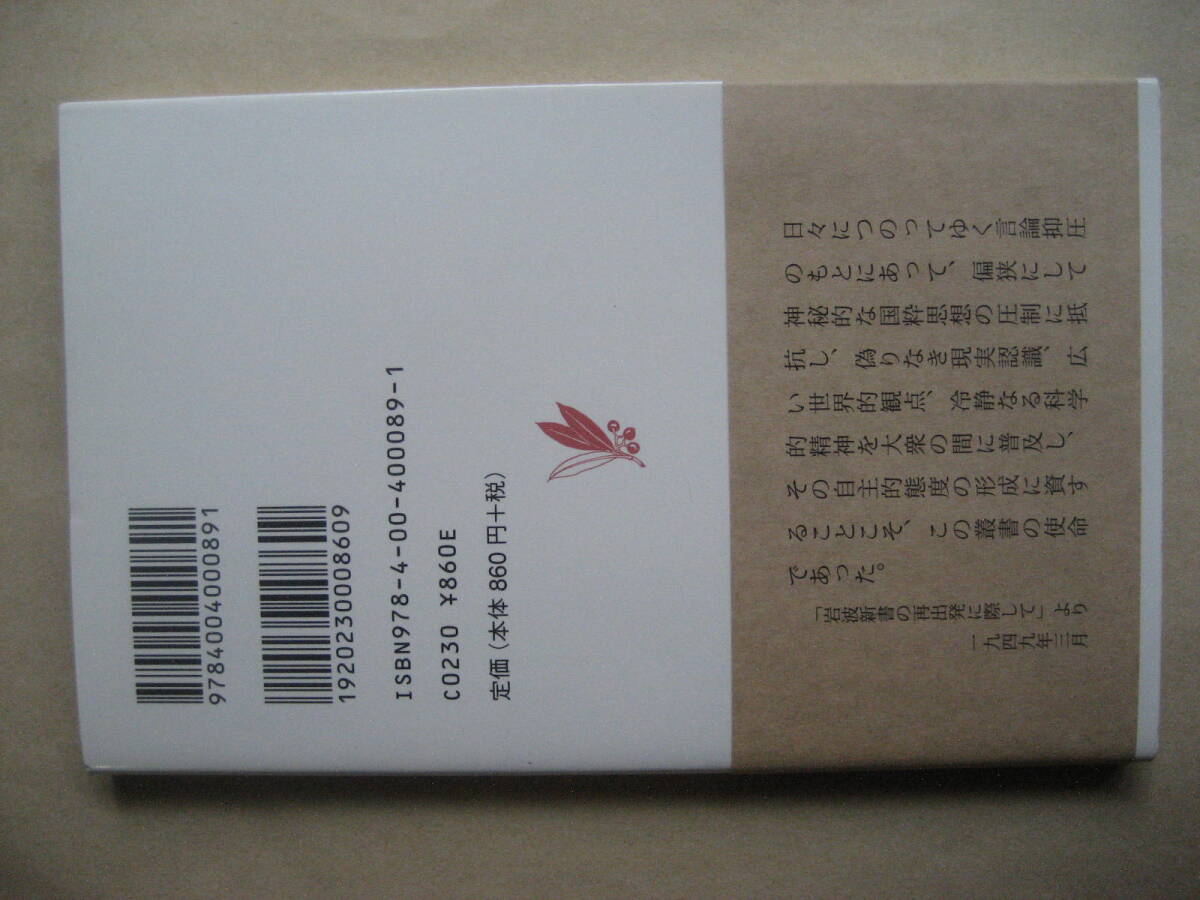 9784004000891
1920230008609
ISBN978-4-00-400089-1
C0230 ¥860E
定価（本体860円＋税）
日々につのってゆく言論抑圧
のもとにあって、偏狭にして
神秘的な国粋思想の圧制に抵
抗し、偽りなき現実認識、広
い世界的観点、冷静なる科学
的精神を大衆の間に普及し、
その自主的態度の形成に資す
ることこそ、この叢書の使命
であった。
「岩波新書の再出発に際して」より
一九四九年三月